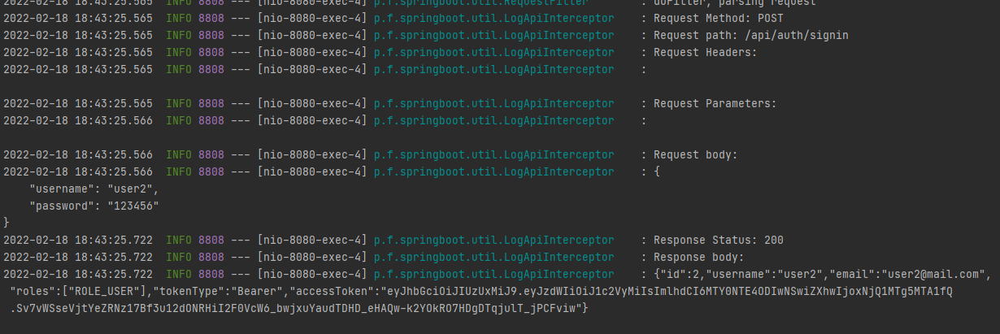 2022-02-18 18:43:25.565  INFO 8808 --- [nio-8080-exec-4] p.f.springboot.util.RequestFilter        : doFilter, parsing request
2022-02-18 18:43:25.565  INFO 8808 --- [nio-8080-exec-4] p.f.springboot.util.LogApiInterceptor    : Request Method: POST
2022-02-18 18:43:25.565  INFO 8808 --- [nio-8080-exec-4] p.f.springboot.util.LogApiInterceptor    : Request path: /api/auth/signin
2022-02-18 18:43:25.565  INFO 8808 --- [nio-8080-exec-4] p.f.springboot.util.LogApiInterceptor    : Request Headers:
2022-02-18 18:43:25.565  INFO 8808 --- [nio-8080-exec-4] p.f.springboot.util.LogApiInterceptor    :
2022-02-18 18:43:25.565  INFO 8808 --- [nio-8080-exec-4] p.f.springboot.util.LogApiInterceptor    : Request Parameters:
2022-02-18 18:43:25.566  INFO 8808 --- [nio-8080-exec-4] p.f.springboot.util.LogApiInterceptor    :
2022-02-18 18:43:25.566  INFO 8808 --- [nio-8080-exec-4] p.f.springboot.util.LogApiInterceptor    : Request body:
2022-02-18 18:43:25.566  INFO 8808 --- [nio-8080-exec-4] p.f.springboot.util.LogApiInterceptor    : {
    "username": "user2",
    "password": "123456"
}
2022-02-18 18:43:25.722  INFO 8808 --- [nio-8080-exec-4] p.f.springboot.util.LogApiInterceptor    : Response Status: 200
2022-02-18 18:43:25.722  INFO 8808 --- [nio-8080-exec-4] p.f.springboot.util.LogApiInterceptor    : Response body:
2022-02-18 18:43:25.722  INFO 8808 --- [nio-8080-exec-4] p.f.springboot.util.LogApiInterceptor    : {"id":2,"username":"user2","email":"user2@mail.com",
"roles":["ROLE_USER"],"tokenType":"Bearer","accessToken":"eyJhbGciOiJIUzUxMiJ9.eyJzdWIiOiJ1c2VyMiIsImlhdCI6MTY0NTE4ODIwNSwiZXhwIjoxNjQ1MTg5MTA1fQ
.Sv7vWSseVjtYeZRNz17Bf3u12dONRHiI2F0VcW6_bwjxuYaudTDHD_eHAQw-k2YOkRO7HDgDTqjulT_jPCFviw"}